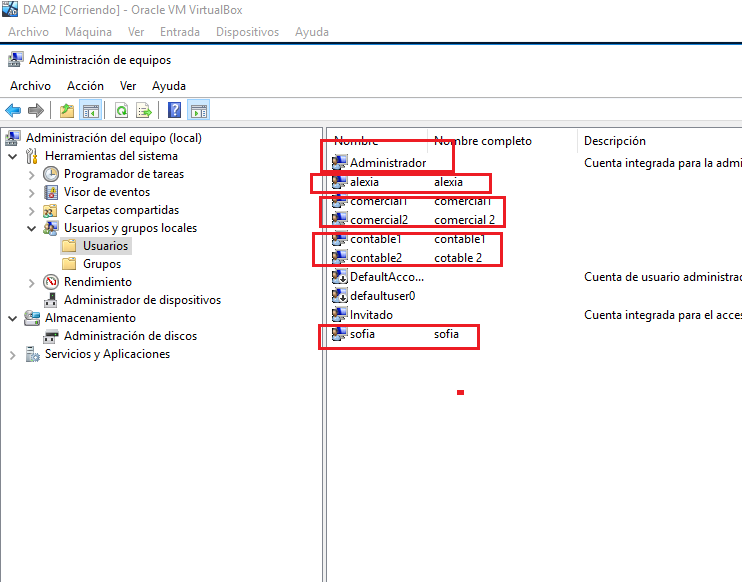 DAM2 [Corriendo] - Oracle VM VirtualBox
Archivo Máquina Ver Entrada Dispositivos Ayuda
Administración de equipos
Archivo Acción Ver Ayuda
Administración del equipo (local)
Herramientas del sistema
Programador de tareas
Visor de eventos
Carpetas compartidas
Usuarios y grupos locales
Usuarios
Grupos
Rendimiento
Administrador de dispositivos
Almacenamiento
Administración de discos
Servicios y Aplicaciones
Nombre Nombre completo Descripción
Administrador Cuenta integrada para la admi
alexia alexia
comercial1 comercial1
comercial2 comercial 2
contable1 contable1
contable2 cotable 2
DefaultAcco... Cuenta de usuario administrad
defaultuser0
Invitado Cuenta integrada para el acces
sofia sofia